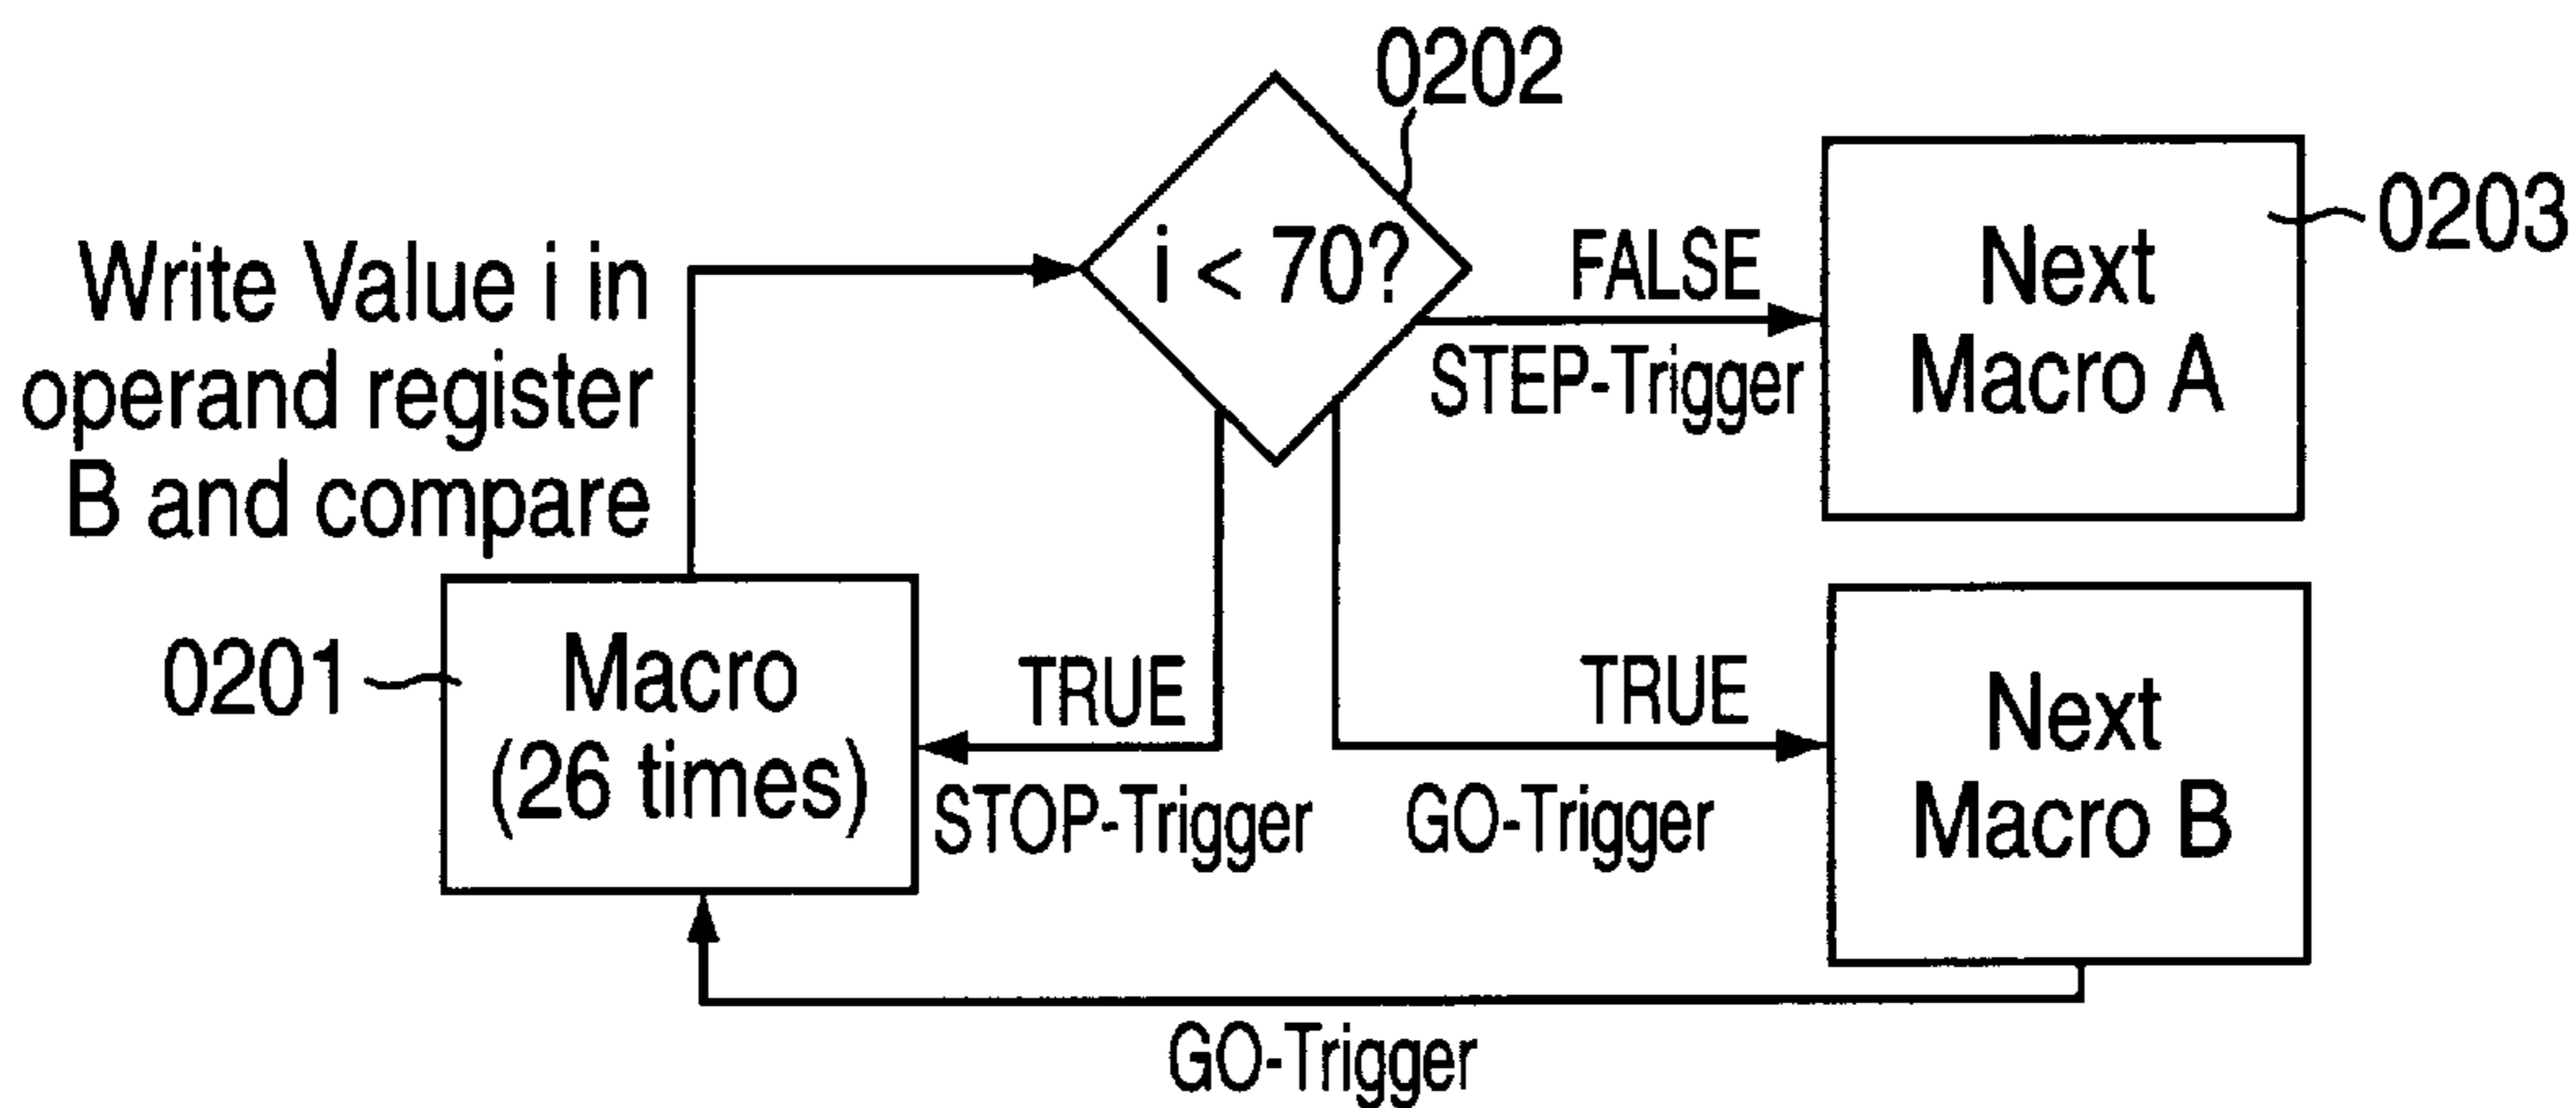 0202
Write Value i in
operand register
B and compare
i < 70?
FALSE
STEP-Trigger
Next
Macro A
0203
0201
Macro
(26 times)
TRUE
STOP-Trigger
TRUE
GO-Trigger
Next
Macro B
GO-Trigger